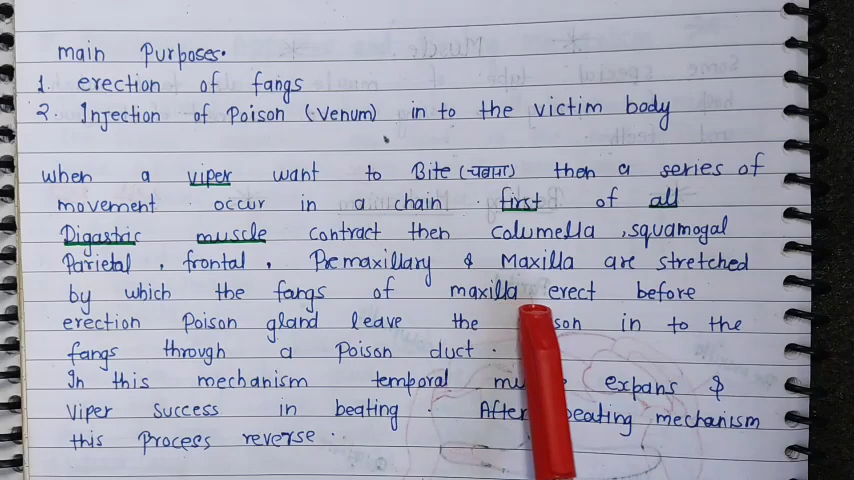 main Purposes.
1. erection of fangs
2. Injection of Poison (Venum) in to the victim body
when a viper want to Bite (चबाना) then a series of
movement occur in a chain first of all
Digastric muscle contract then columella, squamogal
Parietal, frontal, Premaxillary & Maxilla are stretched
by which the fangs of maxilla erect before
erection Poison gland leave the son in to the
fangs through a Poison duct.
In this mechanism temporal mu expans &
Viper success in beating. After beating mechanism
this Process reverse..